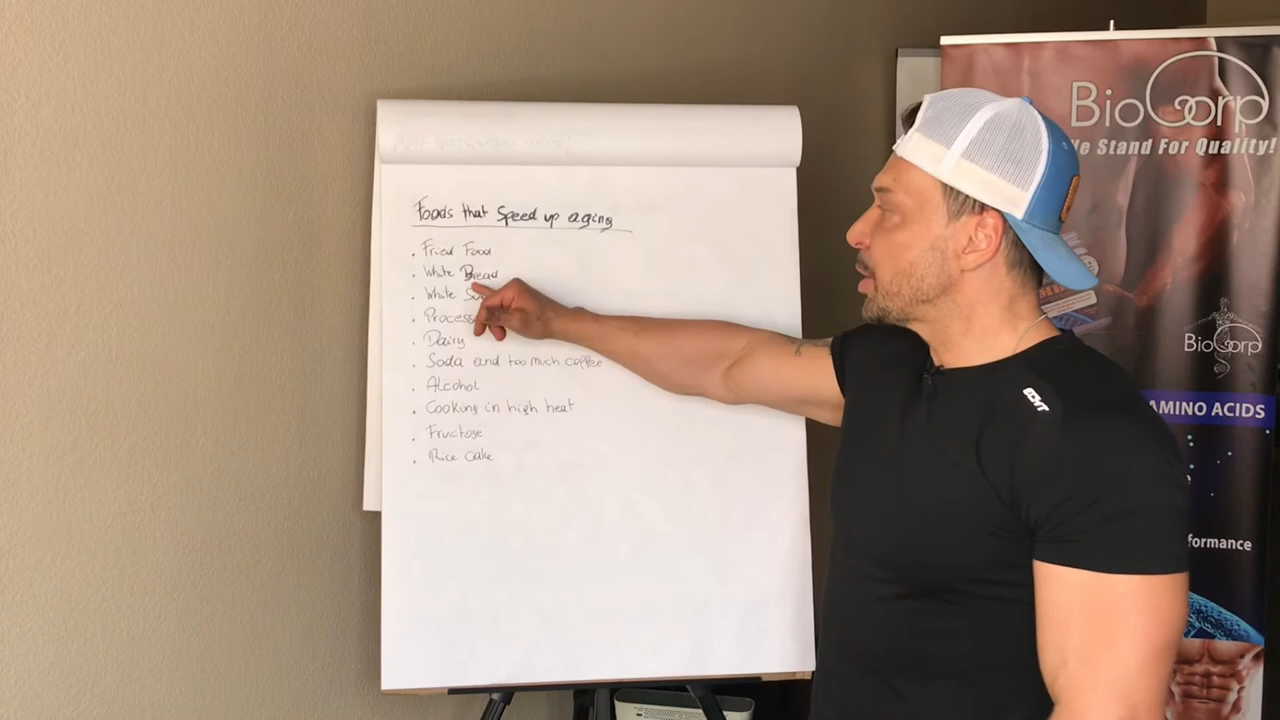 Foods that speed up aging
. Fried Food
. White Bread
. White
. Process
. Dairy
. Soda and too much coffee
. Alcohol
. Cooking in high heat
. Fructose
. Rice Cake
BioCorp
We Stand For Quality!
BioCorp
AMINO ACIDS
formance